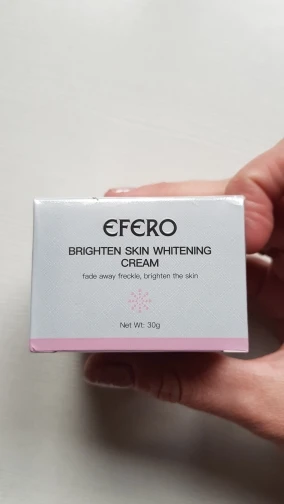 EFERO
BRIGHTEN SKIN WHITENING
CREAM
fade away freckle, brighten the skin
Net Wt: 30g